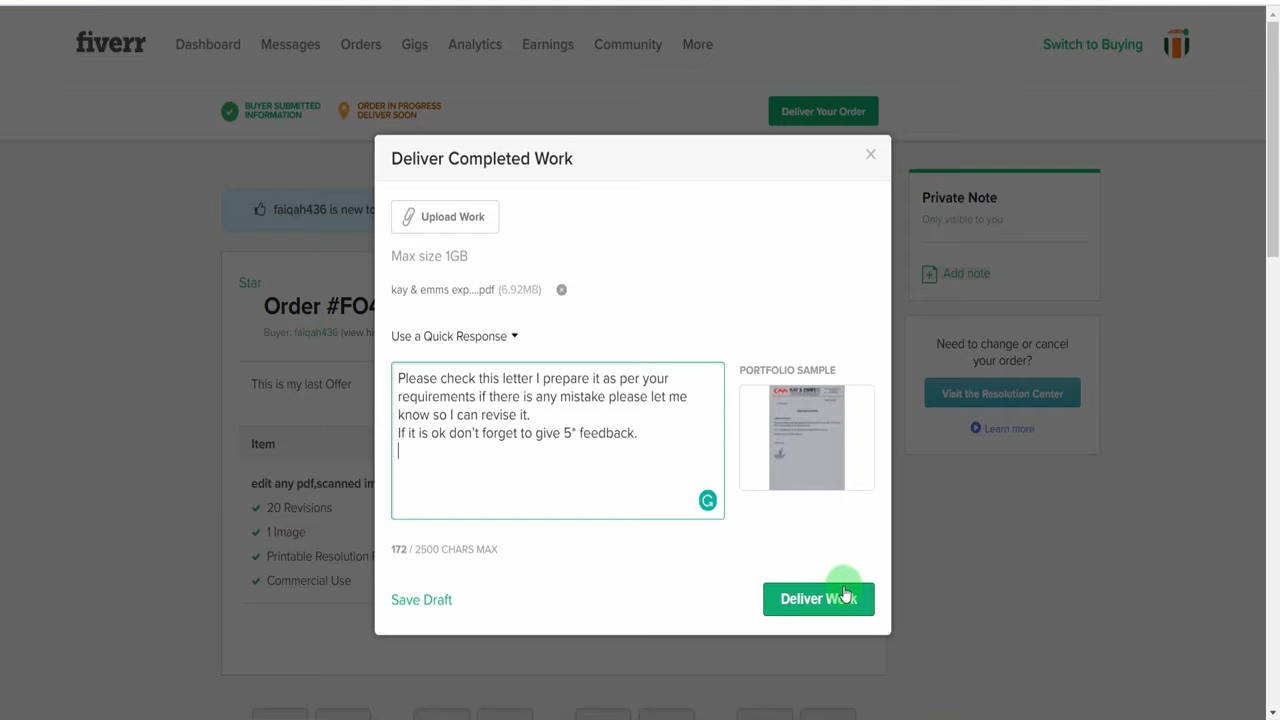 fiverr
Dashboard
Messages
Orders
Gigs
Analytics
Earnings
Community
More
Switch to Buying
BUYER SUBMITTED
INFORMATION
ORDER IN PROGRESS
DELIVER SOON
Deliver Your Order
Deliver Completed Work
Upload Work
Max size 1GB
kay & emms exp....pdf (6.92MB)
Use a Quick Response
Please check this letter I prepare it as per your
requirements if there is any mistake please let me
know so I can revise it.
If it is ok don't forget to give 5* feedback.
PORTFOLIO SAMPLE
172 / 2500 CHARS MAX
Save Draft
Deliver Work
faiqah436 is new to
Star
Order #FO4
Buyer: faiqah436 (view hi
This is my last Offer
Item
edit any pdf,scanned im
20 Revisions
1 Image
Printable Resolution F
Commercial Use
Private Note
Only visible to you
Add note
Need to change or cancel
your order?
Visit the Resolution Center
Learn more